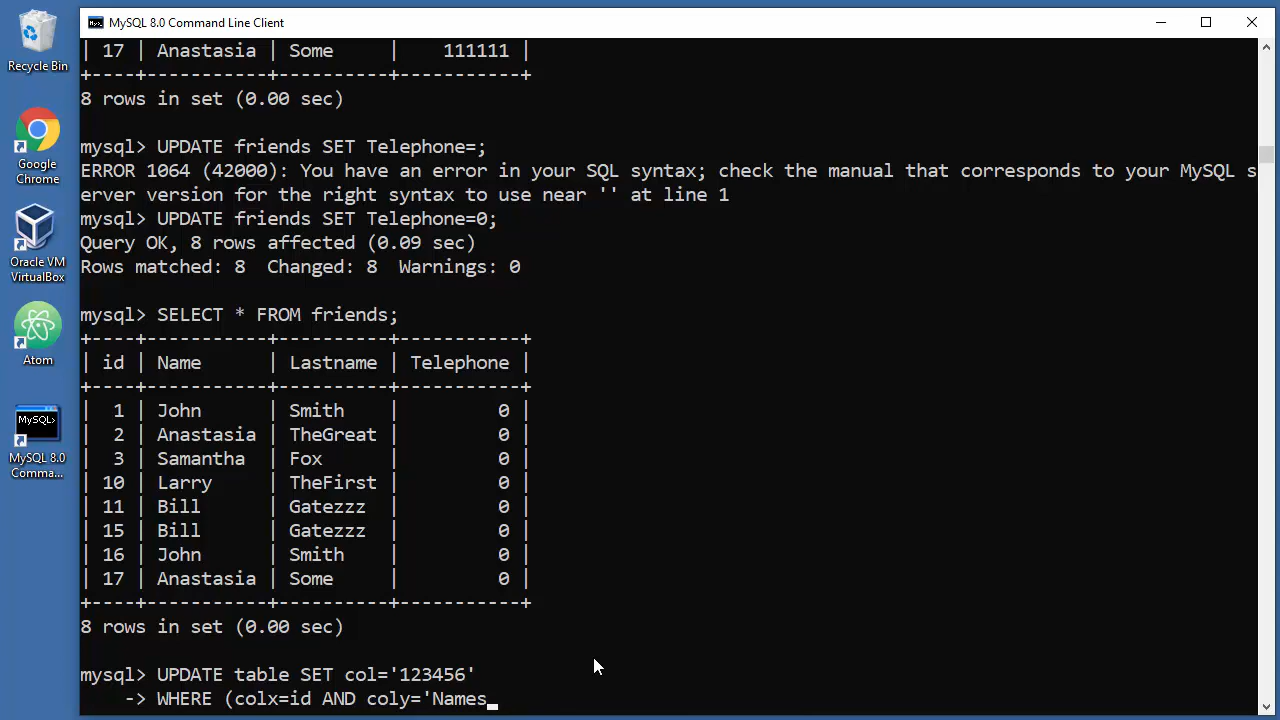 MySQL 8.0 Command Line Client
Recycle Bin
Google
Chrome
Oracle VM
VirtualBox
Atom
MySQL>
MySQL 8.0
Comma...
| 17 | Anastasia | Some     |    111111 |
+----+-----------+----------+-----------+
8 rows in set (0.00 sec)
mysql> UPDATE friends SET Telephone=;
ERROR 1064 (42000): You have an error in your SQL syntax; check the manual that corresponds to your MySQL s
erver version for the right syntax to use near '' at line 1
mysql> UPDATE friends SET Telephone=0;
Query OK, 8 rows affected (0.09 sec)
Rows matched: 8  Changed: 8  Warnings: 0
mysql> SELECT * FROM friends;
+----+-----------+----------+-----------+
| id | Name      | Lastname | Telephone |
+----+-----------+----------+-----------+
|  1 | John      | Smith    |         0 |
|  2 | Anastasia | TheGreat |         0 |
|  3 | Samantha  | Fox      |         0 |
| 10 | Larry     | TheFirst |         0 |
| 11 | Bill      | Gatezzz  |         0 |
| 15 | Bill      | Gatezzz  |         0 |
| 16 | John      | Smith    |         0 |
| 17 | Anastasia | Some     |         0 |
+----+-----------+----------+-----------+
8 rows in set (0.00 sec)
mysql> UPDATE table SET col='123456'
    -> WHERE (colx=id AND coly='Names_